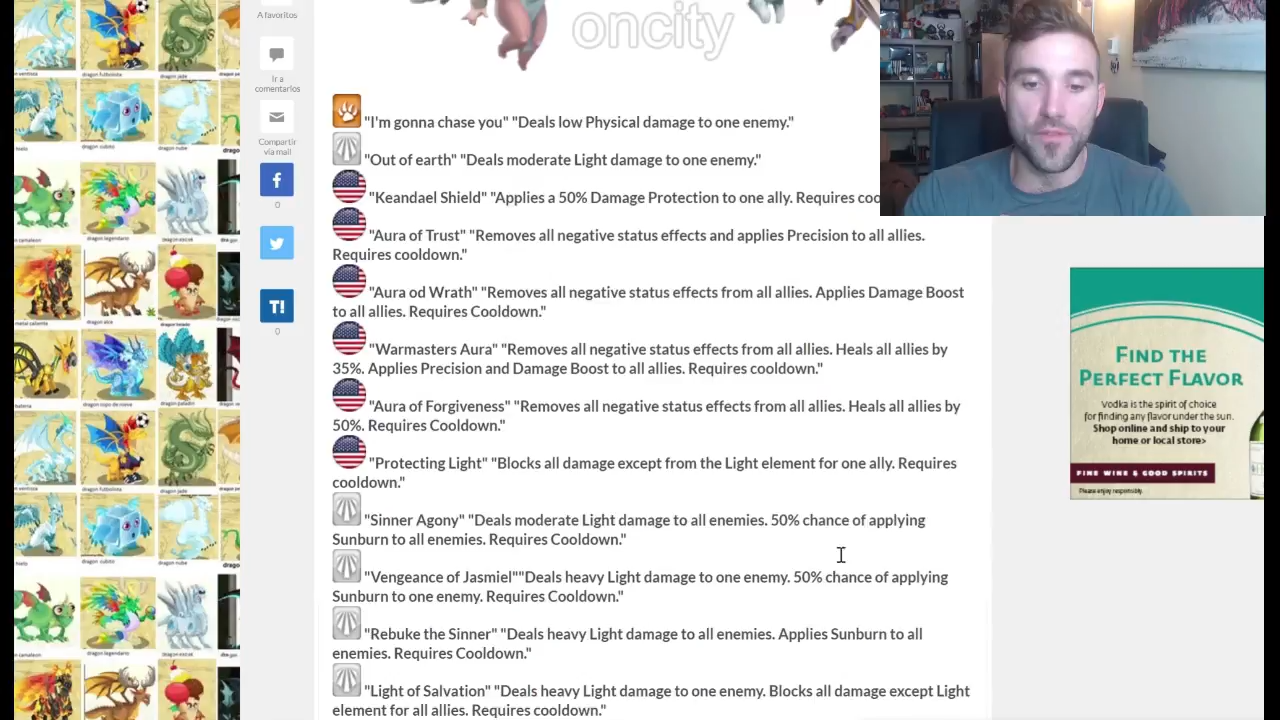 oncity
A favoritos
Ir a
comentarios
Compartir
via mail
0
0
"I'm gonna chase you" "Deals low Physical damage to one enemy."
"Out of earth" "Deals moderate Light damage to one enemy."
"Keandael Shield" "Applies a 50% Damage Protection to one ally. Requires coo
"Aura of Trust" "Removes all negative status effects and applies Precision to all allies.
Requires cooldown."
"Aura od Wrath" "Removes all negative status effects from all allies. Applies Damage Boost
to all allies. Requires Cooldown."
"Warmasters Aura" "Removes all negative status effects from all allies. Heals all allies by
35%. Applies Precision and Damage Boost to all allies. Requires cooldown."
"Aura of Forgiveness" "Removes all negative status effects from all allies. Heals all allies by
50%. Requires Cooldown."
"Protecting Light" "Blocks all damage except from the Light element for one ally. Requires
cooldown."
"Sinner Agony" "Deals moderate Light damage to all enemies. 50% chance of applying
Sunburn to all enemies. Requires Cooldown."
"Vengeance of Jasmiel""Deals heavy Light damage to one enemy. 50% chance of applying
Sunburn to one enemy. Requires Cooldown."
"Rebuke the Sinner" "Deals heavy Light damage to all enemies. Applies Sunburn to all
enemies. Requires Cooldown."
"Light of Salvation" "Deals heavy Light damage to one enemy. Blocks all damage except Light
element for all allies. Requires cooldown."
FIND THE
PERFECT FLAVOR
Vodka is the spirit of choice
for finding any flavor under the sun.
Shop online and ship to your
home or local store>
FINE WINE & GOOD SPIRITS
Please enjoy responsibly.